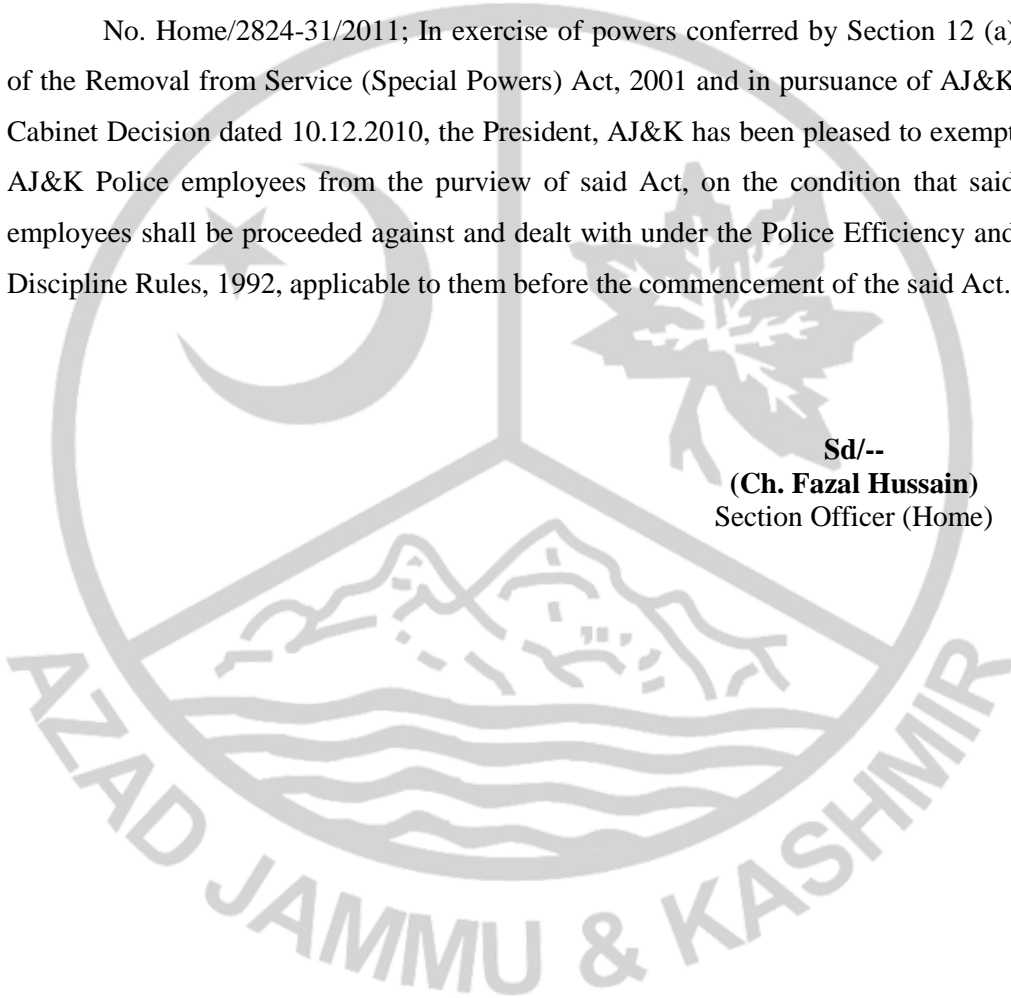 No. Home/2824-31/2011; In exercise of powers conferred by Section 12 (a)
of the Removal from Service (Special Powers) Act, 2001 and in pursuance of AJ&K
Cabinet Decision dated 10.12.2010, the President, AJ&K has been pleased to exempt
AJ&K Police employees from the purview of said Act, on the condition that said
employees shall be proceeded against and dealt with under the Police Efficiency and
Discipline Rules, 1992, applicable to them before the commencement of the said Act.
Sd/--
(Ch. Fazal Hussain)
Section Officer (Home)
AZAD JAMMU & KASHMIR